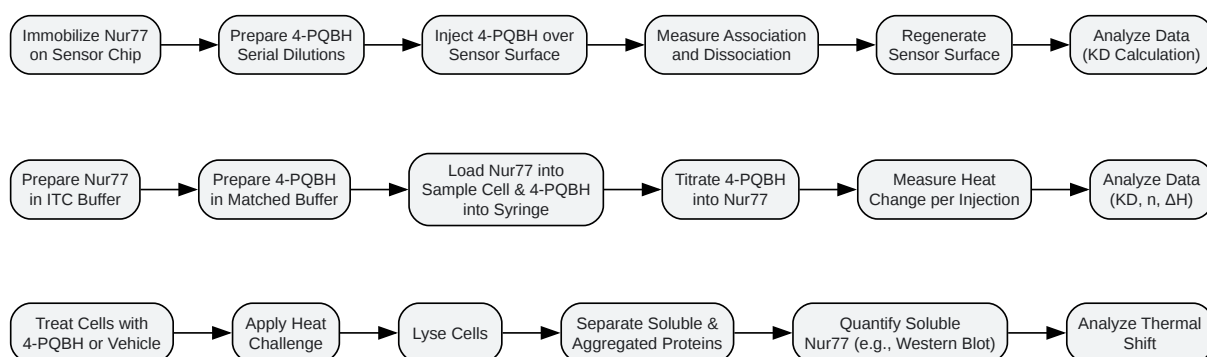 Immobilize Nur77
on Sensor Chip
Prepare 4-PQBH
Serial Dilutions
Inject 4-PQBH over
Sensor Surface
Measure Association
and Dissociation
Regenerate
Sensor Surface
Analyze Data
(KD Calculation)
Prepare Nur77
in ITC Buffer
Prepare 4-PQBH
in Matched Buffer
Load Nur77 into
Sample Cell & 4-PQBH
into Syringe
Titrate 4-PQBH
into Nur77
Measure Heat
Change per Injection
Analyze Data
(KD, n, ΔH)
Treat Cells with
4-PQBH or Vehicle
Apply Heat
Challenge
Lyse Cells
Separate Soluble &
Aggregated Proteins
Quantify Soluble
Nur77 (e.g., Western Blot)
Analyze Thermal
Shift